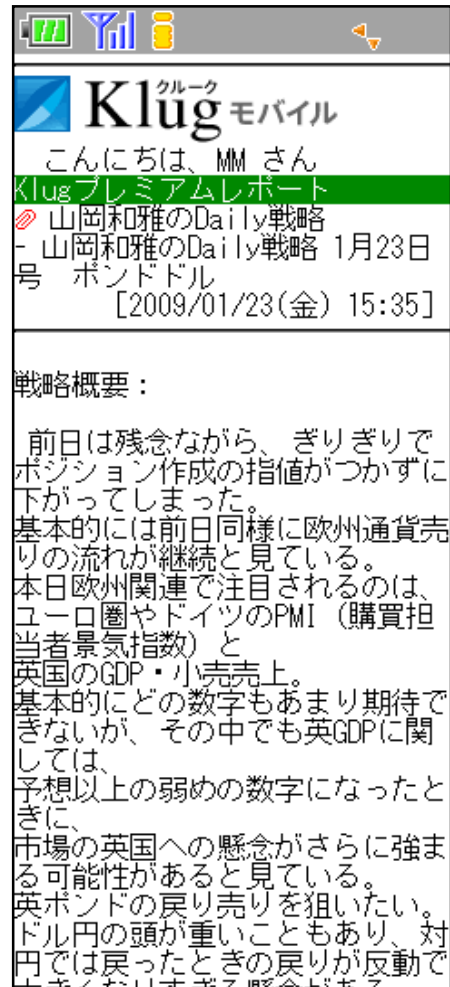 クルーク
Klug モバイル
こんにちは、MM さん
Klugプレミアムレポート
山岡和雅のDaily戦略
- 山岡和雅のDaily戦略 1月23日
号　ポンドドル
[2009/01/23(金) 15:35]
戦略概要：
前日は残念ながら、ぎりぎりで
ポジション作成の指値がつかずに
下がってしまった。
基本的には前日同様に欧州通貨売
りの流れが継続と見ている。
本日欧州関連で注目されるのは、
ユーロ圏やドイツのPMI（購買担
当者景気指数）と
英国のGDP・小売売上。
基本的にどの数字もあまり期待で
きないが、その中でも英GDPに関
しては、
予想以上の弱めの数字になったと
きに、
市場の英国への懸念がさらに強ま
る可能性があると見ている。
英ポンドの戻り売りを狙いたい。
ドル円の頭が重いこともあり、対
円では戻ったときの戻りが反動で
大きくなりすぎる懸念がある